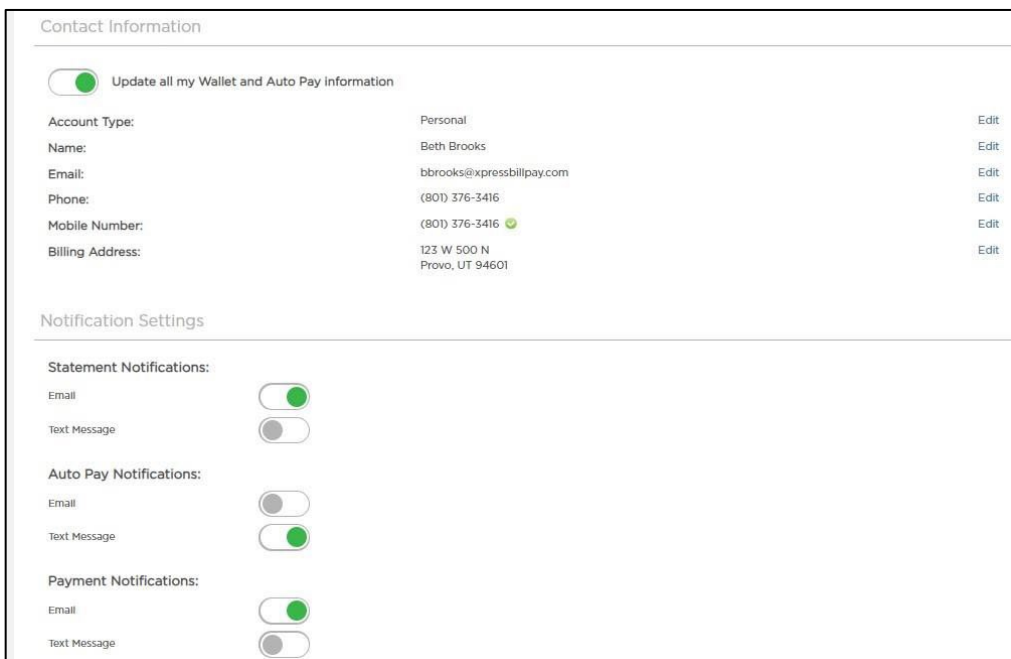 Contact Information
Update all my Wallet and Auto Pay information
Account Type: Personal Edit
Name: Beth Brooks Edit
Email: bbrooks@xpressbillpay.com Edit
Phone: (801) 376-3416 Edit
Mobile Number: (801) 376-3416 Edit
Billing Address: 123 W 500 N Edit
Provo, UT 94601
Notification Settings
Statement Notifications:
Email
Text Message
Auto Pay Notifications:
Email
Text Message
Payment Notifications:
Email
Text Message